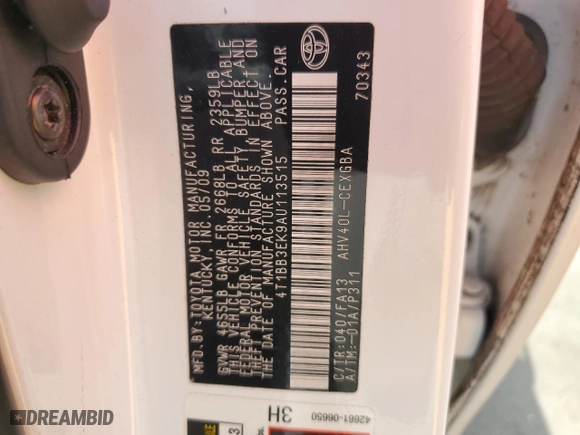 MFD.BY:TOYOTA MOTOR MANUFACTURING,
KENTUCKY, INC. 05/09
GVWR 4655LB GAWR FR 2668LB RR 2359LB
THIS VEHICLE CONFORMS TO ALL APPLICABLE
FEDERAL MOTOR VEHICLE SAFETY, BUMPER, AND
THEFT PREVENTION STANDARDS IN EFFECT ON
THE DATE OF MANUFACTURE SHOWN ABOVE.
4T1BB3EK9AU113515 PASS.CAR
C/TR:040/FA13 AHV40L-CEXGBA
A/TM:-01A/P311 70343
42661-06650
3H
DREAMBID